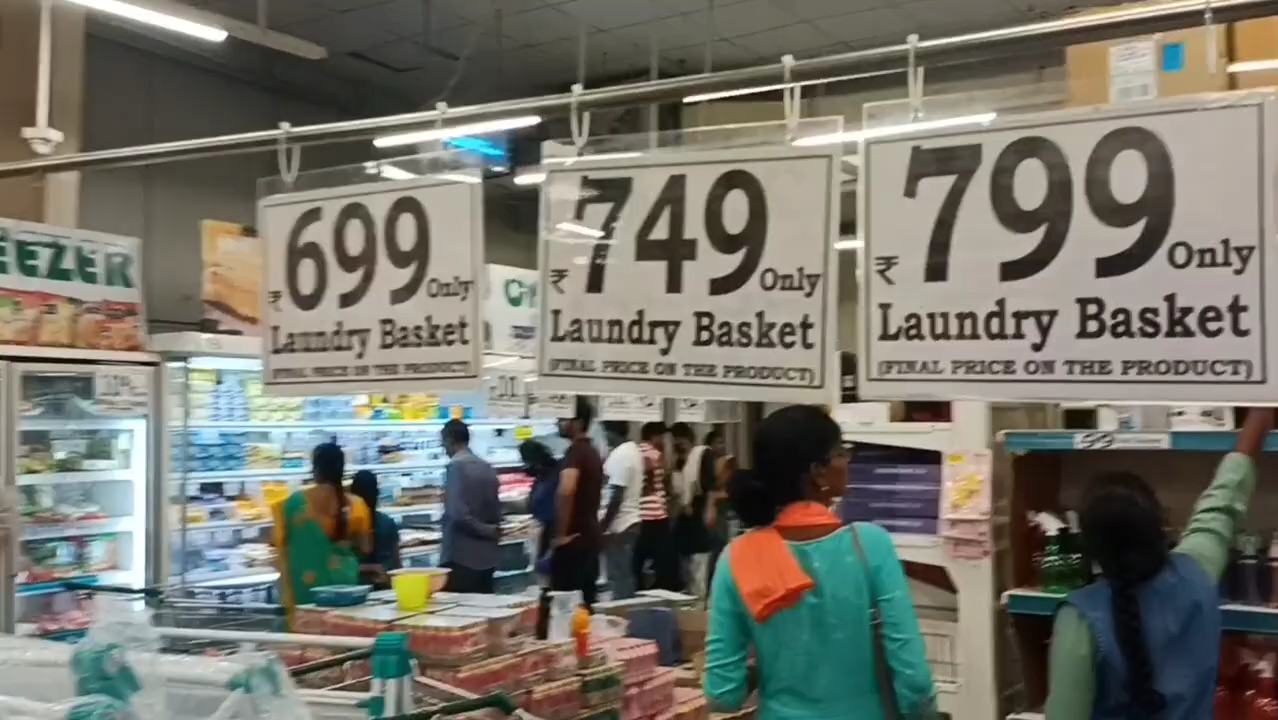 EEZER
₹ 699 Only
Laundry Basket
(FINAL PRICE ON THE PRODUCT)
₹ 749 Only
Laundry Basket
(FINAL PRICE ON THE PRODUCT)
₹ 799 Only
Laundry Basket
(FINAL PRICE ON THE PRODUCT)
99